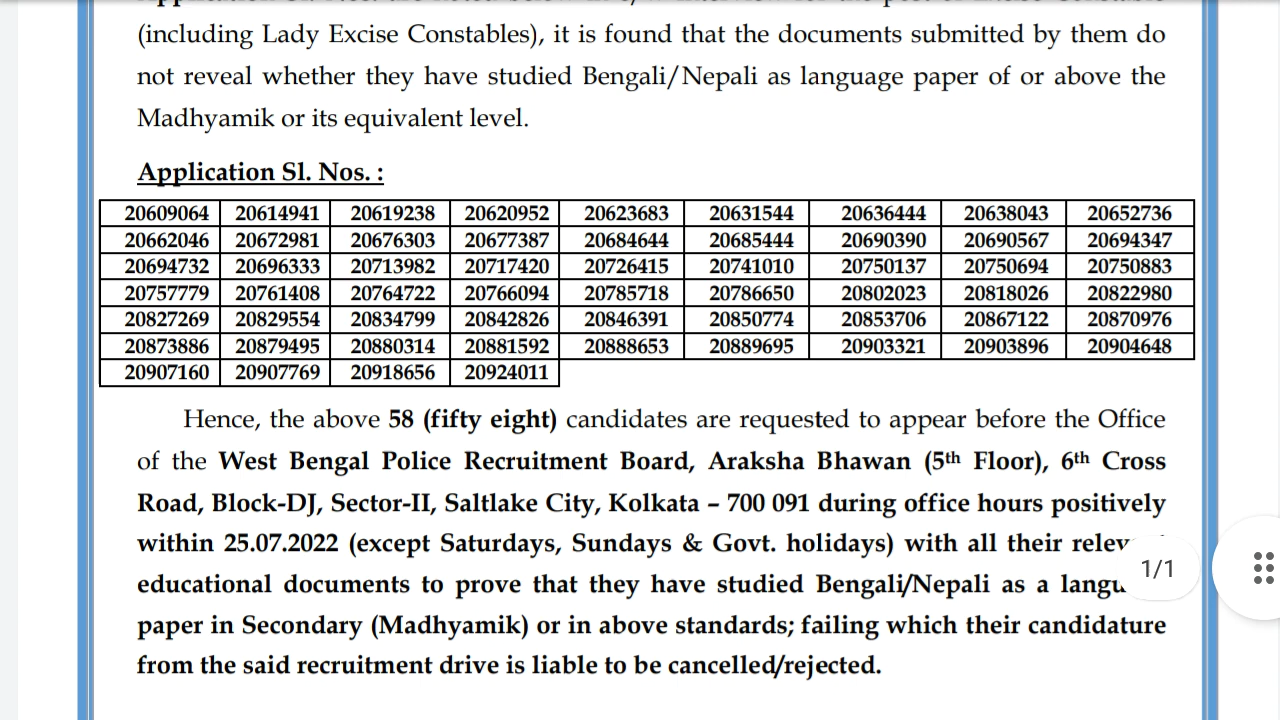 (including Lady Excise Constables), it is found that the documents submitted by them do
not reveal whether they have studied Bengali/Nepali as language paper of or above the
Madhyamik or its equivalent level.
Application Sl. Nos. :
20609064 20614941 20619238 20620952 20623683 20631544 20636444 20638043 20652736
20662046 20672981 20676303 20677387 20684644 20685444 20690390 20690567 20694347
20694732 20696333 20713982 20717420 20726415 20741010 20750137 20750694 20750883
20757779 20761408 20764722 20766094 20785718 20786650 20802023 20818026 20822980
20827269 20829554 20834799 20842826 20846391 20850774 20853706 20867122 20870976
20873886 20879495 20880314 20881592 20888653 20889695 20903321 20903896 20904648
20907160 20907769 20918656 20924011
Hence, the above 58 (fifty eight) candidates are requested to appear before the Office
of the West Bengal Police Recruitment Board, Araksha Bhawan (5th Floor), 6th Cross
Road, Block-DJ, Sector-II, Saltlake City, Kolkata – 700 091 during office hours positively
within 25.07.2022 (except Saturdays, Sundays & Govt. holidays) with all their
educational documents to prove that they have studied Bengali/Nepali as a
1/1
paper in Secondary (Madhyamik) or in above standards; failing which their candidature
from the said recruitment drive is liable to be cancelled/rejected.